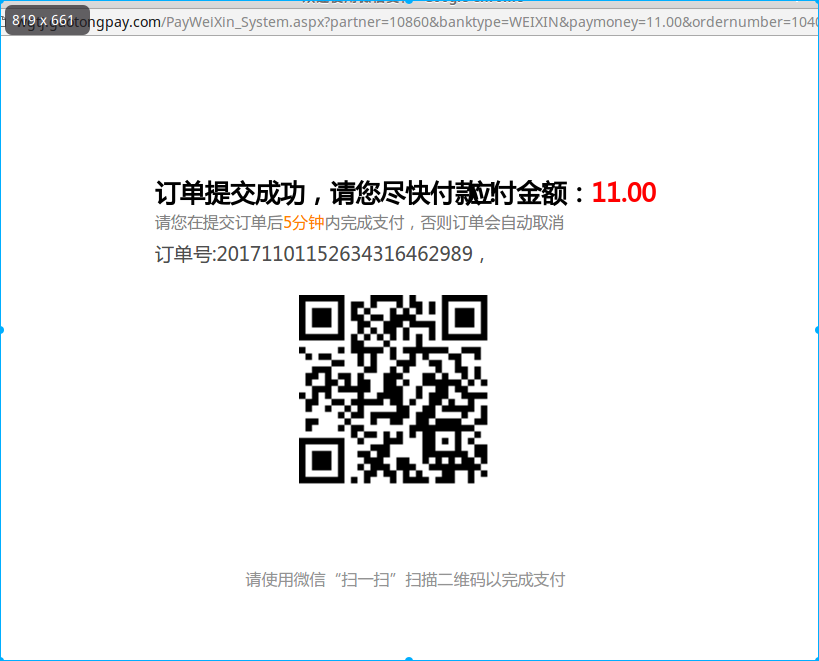 819 x 661
tongpay.com/PayWeiXin_System.aspx?partner=10860&banktype=WEIXIN&paymoney=11.00&ordernumber=1040
订单提交成功，请您尽快付款! 应付金额：11.00
请您在提交订单后5分钟内完成支付，否则订单会自动取消
订单号:20171101152634316462989，
请使用微信“扫一扫”扫描二维码以完成支付